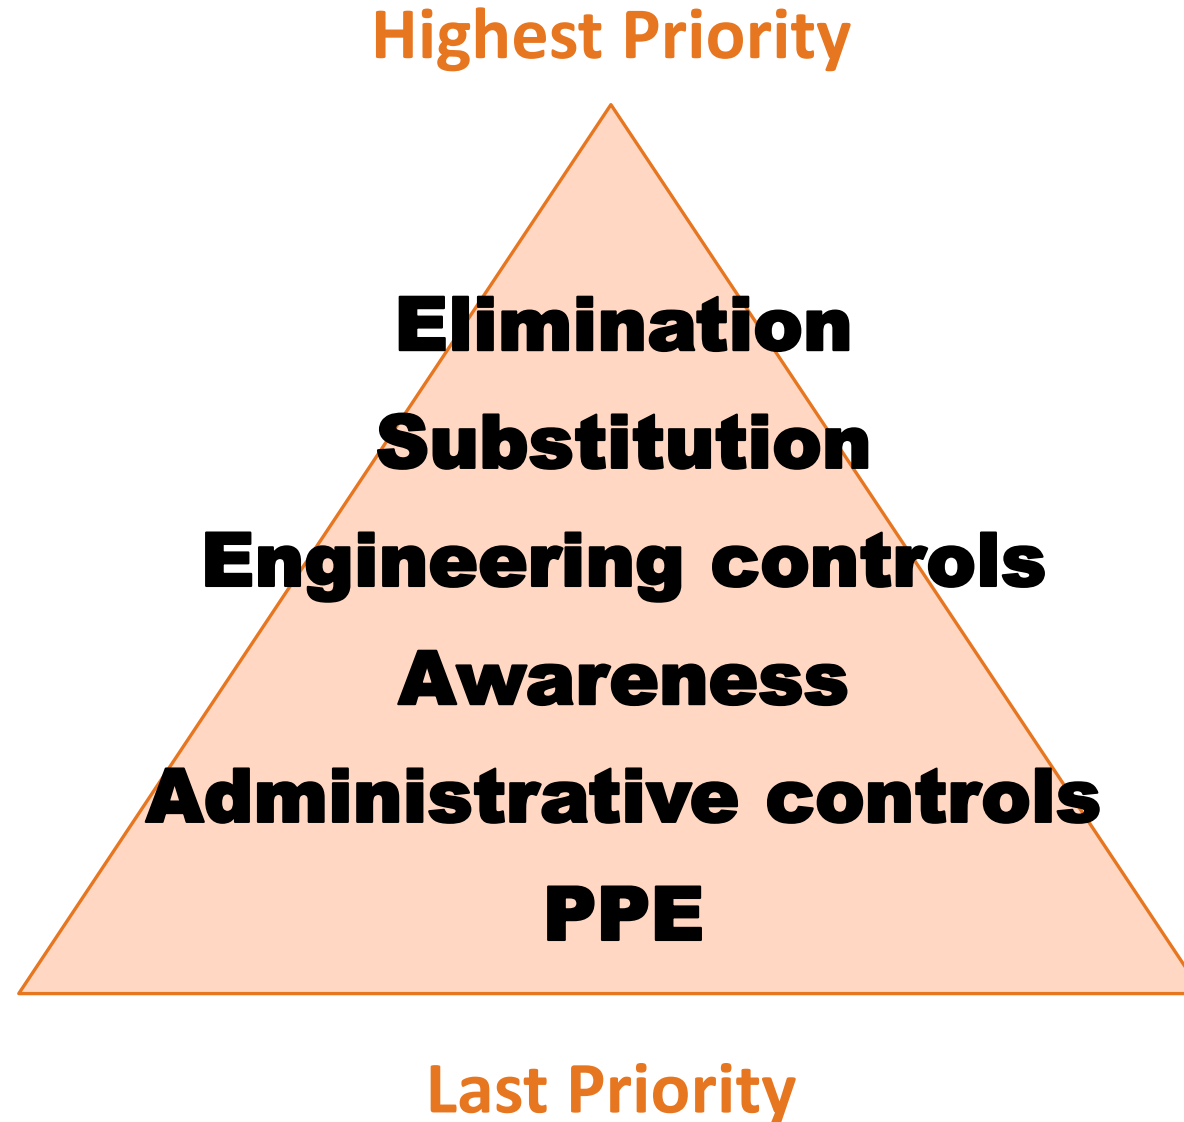 Highest Priority
Elimination
Substitution
Engineering controls
Awareness
Administrative controls
PPE
Last Priority